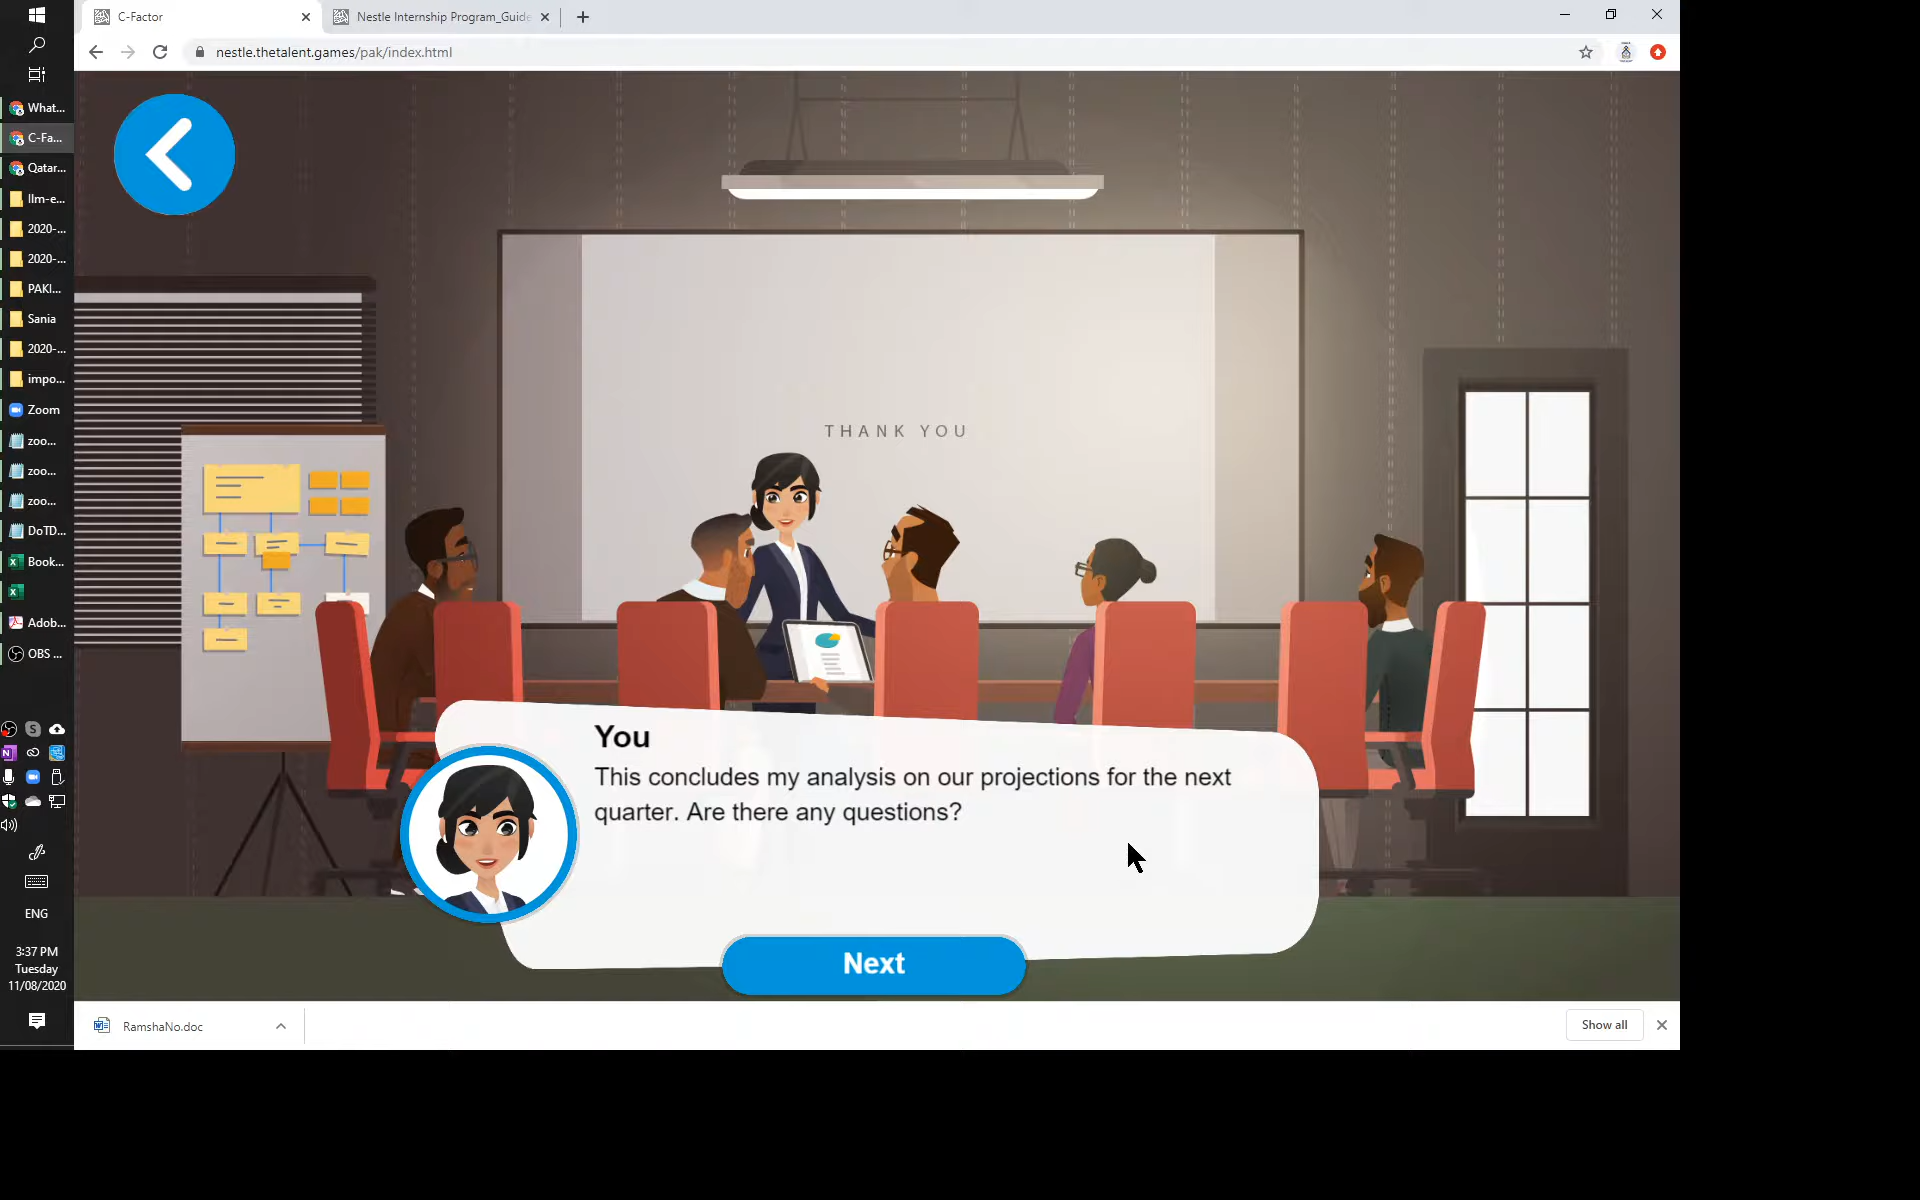 C-Factor
Nestle Internship Program_Guide
nestle.thetalent.games/pak/index.html
What...
C-Fa...
Qatar...
llm-e...
2020-...
2020-...
PAKI...
Sania
2020-...
impo...
Zoom
zoo...
zoo...
zoo...
DoTD...
Book...
Adob...
OBS ...
ENG
3:37 PM
Tuesday
11/08/2020
THANK YOU
You
This concludes my analysis on our projections for the next
quarter. Are there any questions?
Next
RamshaNo.doc
Show all